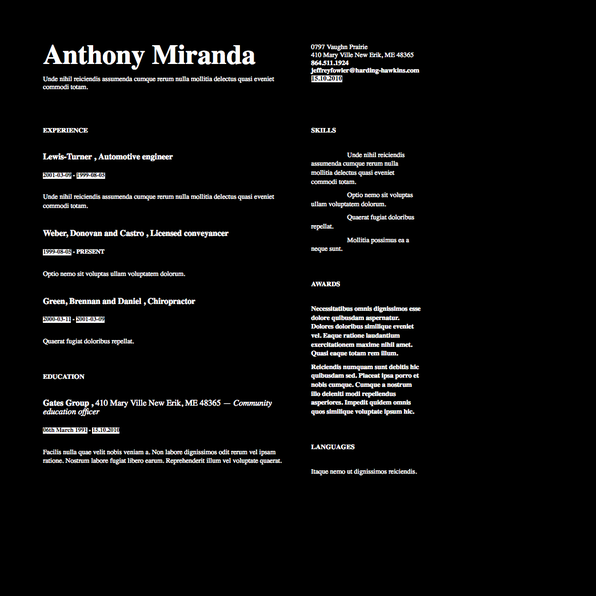 Anthony Miranda
Unde nihil reiciendis assumenda cumque rerum nulla mollitia delectus quasi eveniet
commodi totam.
0797 Vaughn Prairie
410 Mary Ville New Erik, ME 48365
864.511.1924
jeffreyfowler@harding-hawkins.com
15.10.2010
EXPERIENCE
Lewis-Turner , Automotive engineer
2001-03-09 - 1999-08-05
Unde nihil reiciendis assumenda cumque rerum nulla mollitia delectus quasi eveniet
commodi totam.
Weber, Donovan and Castro , Licensed conveyancer
1999-08-05 - PRESENT
Optio nemo sit voluptas ullam voluptatem dolorum.
Green, Brennan and Daniel , Chiropractor
2000-03-11 - 2001-03-09
Quaerat fugiat doloribus repellat.
EDUCATION
Gates Group , 410 Mary Ville New Erik, ME 48365 — Community
education officer
06th March 1991 - 15.10.2010
Facilis nulla quae velit nobis veniam a. Non labore dignissimos odit rerum vel ipsam
ratione. Nostrum labore fugiat libero earum. Reprehenderit illum vel voluptate quaerat.
SKILLS
Unde nihil reiciendis
assumenda cumque rerum nulla
mollitia delectus quasi eveniet
commodi totam.
Optio nemo sit voluptas
ullam voluptatem dolorum.
Quaerat fugiat doloribus
repellat.
Mollitia possimus ea a
neque sunt.
AWARDS
Necessitatibus omnis dignissimos esse
dolore quibusdam aspernatur.
Dolores doloribus similique eveniet
vel. Eaque ratione laudantium
exercitationem maxime nihil amet.
Quasi eaque totam rem illum.
Reiciendis numquam sunt debitis hic
quibusdam sed. Placeat ipsa porro et
nobis cumque. Cumque a nostrum
illo deleniti modi repellendus
asperiores. Impedit quidem omnis
quos similique voluptate ipsum hic.
LANGUAGES
Itaque nemo ut dignissimos reiciendis.